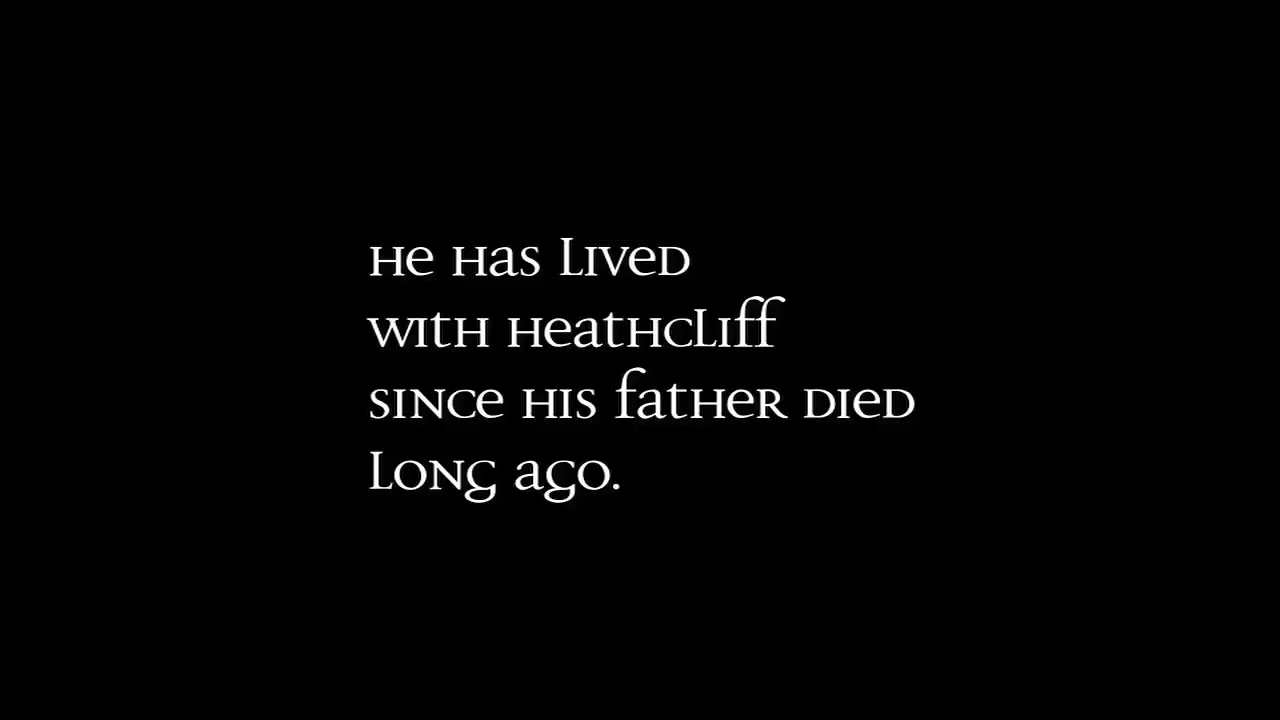 He has lived
with Heathcliff
since his father died
long ago.